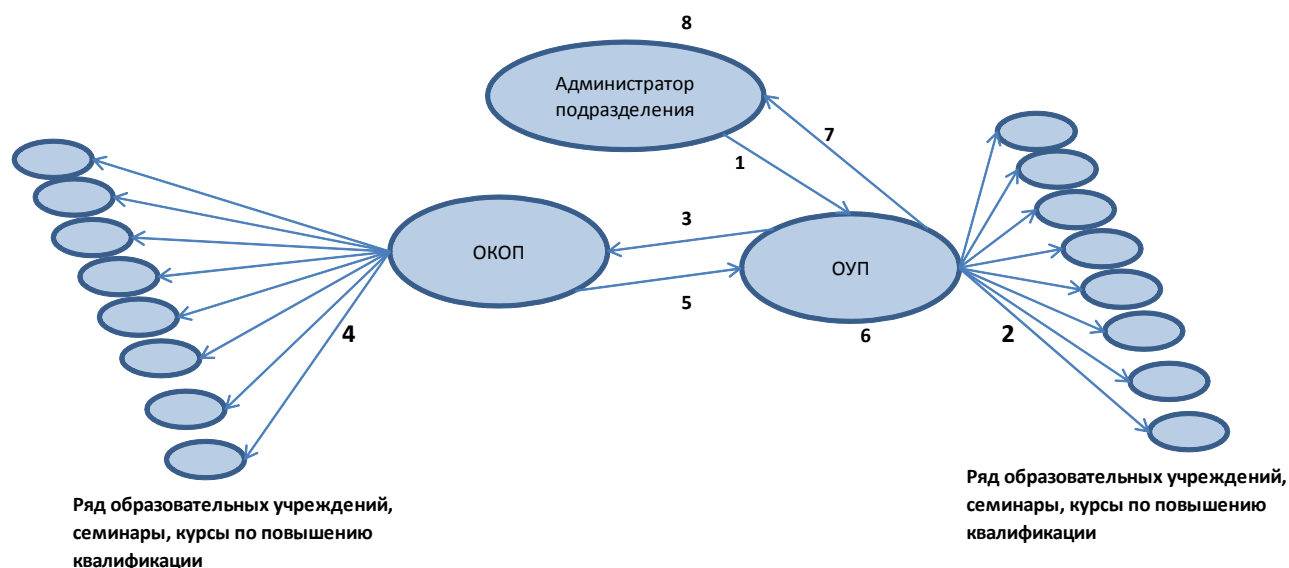 8
Администратор
подразделения
7
1
3
ОКОП
ОУП
5
6
4
2
Ряд образовательных учреждений,
семинары, курсы по повышению
квалификации
Ряд образовательных учреждений,
семинары, курсы по повышению
квалификации